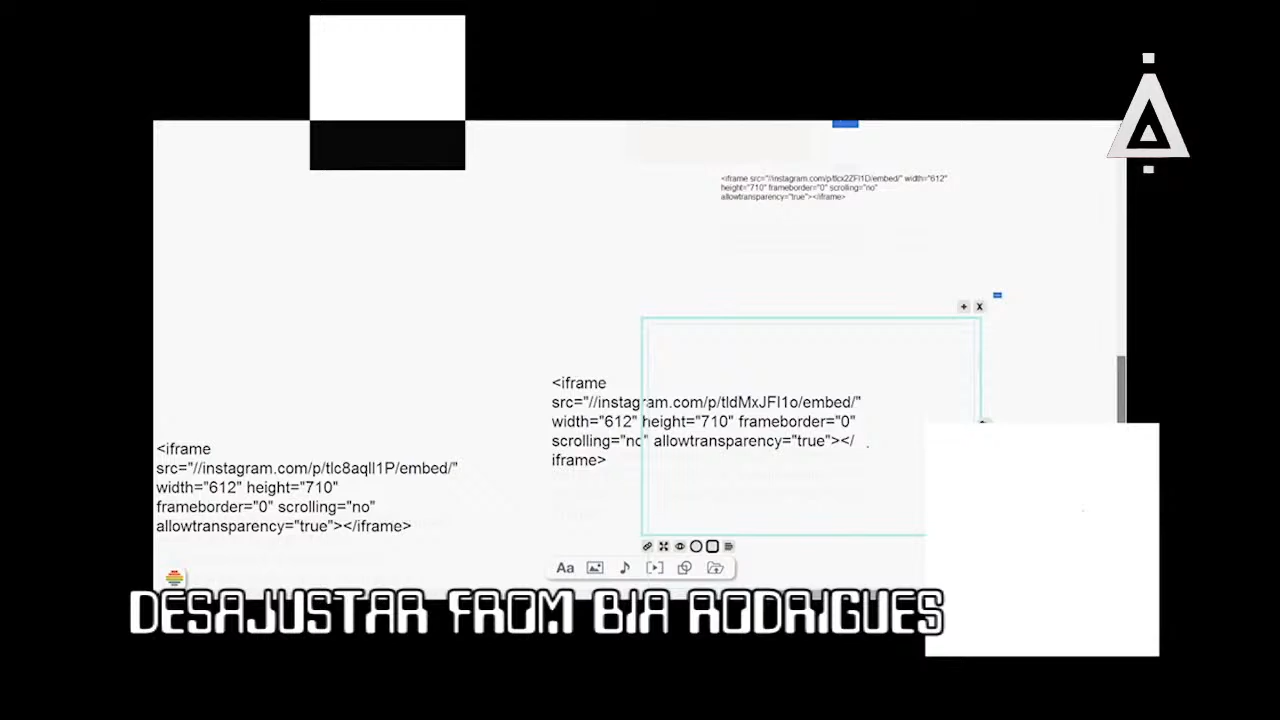 <iframe src="//instagram.com/p/tlcx2ZFl1D/embed/" width="612"
height="710" frameborder="0" scrolling="no"
allowtransparency="true"></iframe>
+ X
<iframe
src="//instagram.com/p/tldMxJFl1o/embed/"
width="612" height="710" frameborder="0"
scrolling="no" allowtransparency="true"></
iframe>
<iframe
src="//instagram.com/p/tlc8aqll1P/embed/"
width="612" height="710"
frameborder="0" scrolling="no"
allowtransparency="true"></iframe>
Aa
DESAJUSTAR FROM BIA RODRIGUES